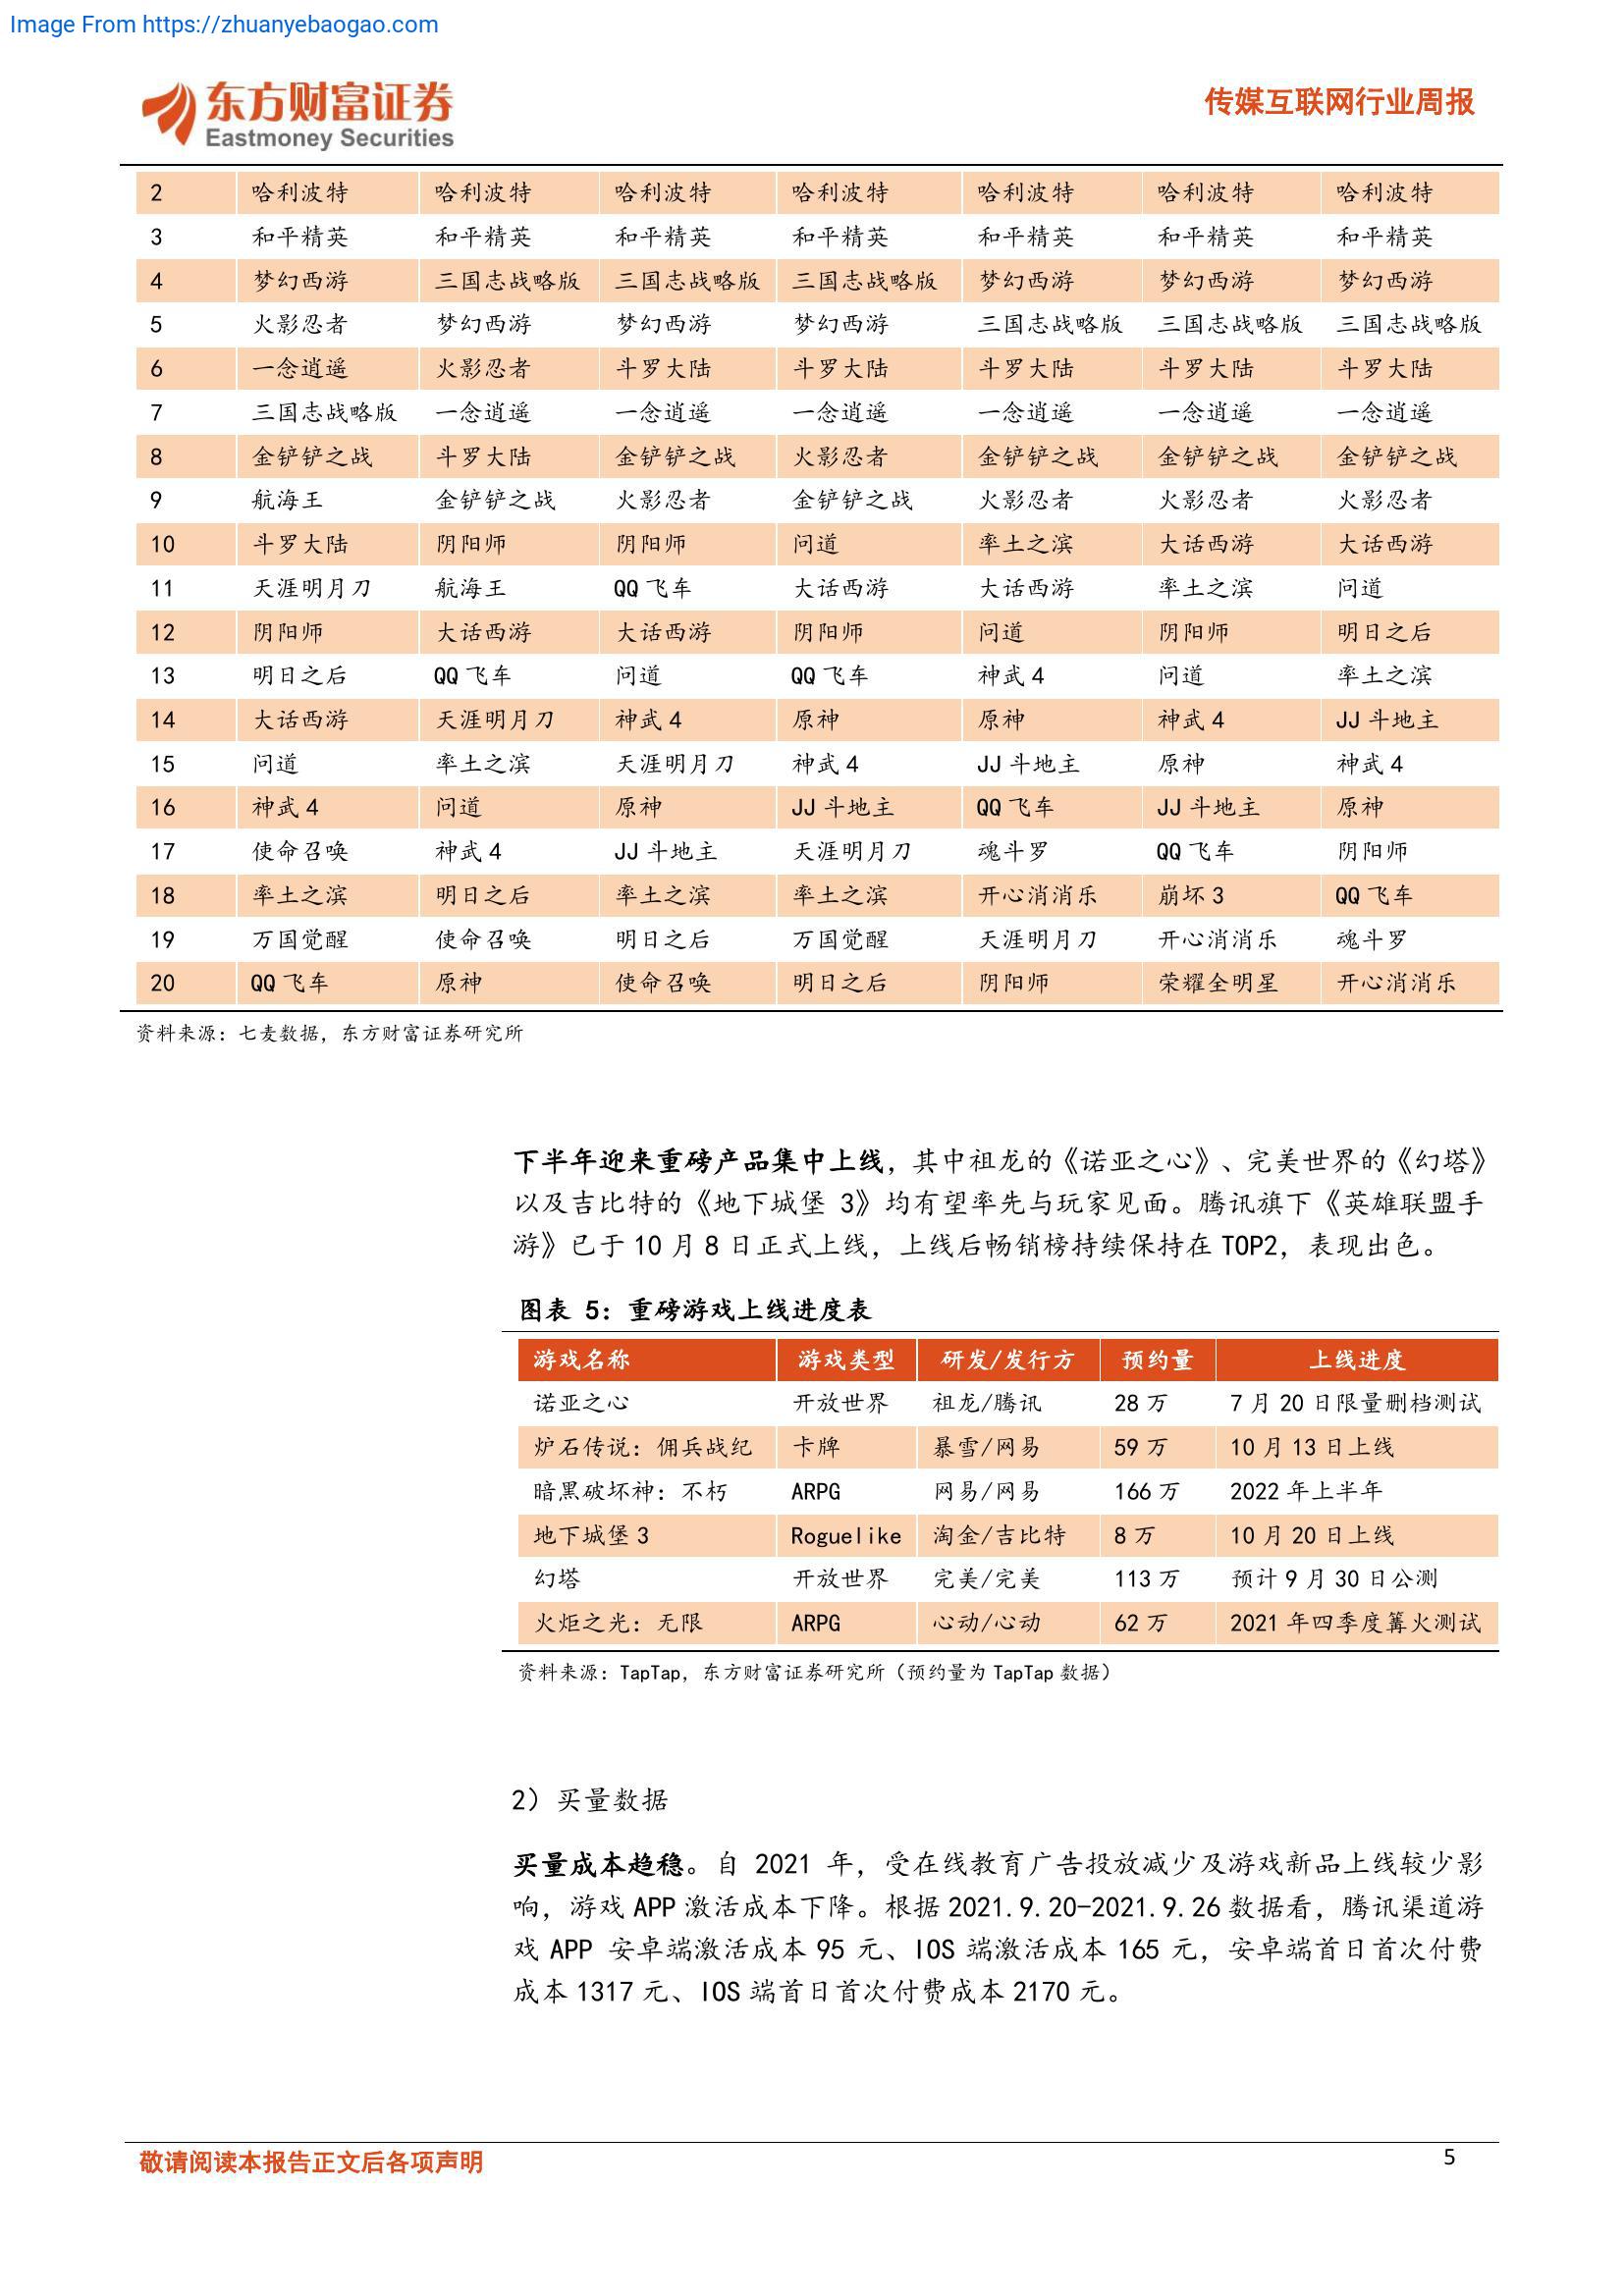 Image From https://zhuanyebaogao.com
东方财富证券
Eastmoney Securities
传媒互联网行业周报
2 哈利波特 哈利波特 哈利波特 哈利波特 哈利波特 哈利波特 哈利波特
3 和平精英 和平精英 和平精英 和平精英 和平精英 和平精英 和平精英
4 梦幻西游 三国志战略版 三国志战略版 三国志战略版 梦幻西游 梦幻西游 梦幻西游
5 火影忍者 梦幻西游 梦幻西游 梦幻西游 三国志战略版 三国志战略版 三国志战略版
6 一念逍遥 火影忍者 斗罗大陆 斗罗大陆 斗罗大陆 斗罗大陆 斗罗大陆
7 三国志战略版 一念逍遥 一念逍遥 一念逍遥 一念逍遥 一念逍遥 一念逍遥
8 金铲铲之战 斗罗大陆 金铲铲之战 火影忍者 金铲铲之战 金铲铲之战 金铲铲之战
9 航海王 金铲铲之战 火影忍者 金铲铲之战 火影忍者 火影忍者 火影忍者
10 斗罗大陆 阴阳师 阴阳师 问道 率土之滨 大话西游 大话西游
11 天涯明月刀 航海王 QQ 飞车 大话西游 大话西游 率土之滨 问道
12 阴阳师 大话西游 大话西游 阴阳师 问道 阴阳师 明日之后
13 明日之后 QQ 飞车 问道 QQ 飞车 神武 4 问道 率土之滨
14 大话西游 天涯明月刀 神武 4 原神 原神 神武 4 JJ 斗地主
15 问道 率土之滨 天涯明月刀 神武 4 JJ 斗地主 原神 神武 4
16 神武 4 问道 原神 JJ 斗地主 QQ 飞车 JJ 斗地主 原神
17 使命召唤 神武 4 JJ 斗地主 天涯明月刀 魂斗罗 QQ 飞车 阴阳师
18 率土之滨 明日之后 率土之滨 率土之滨 开心消消乐 崩坏 3 QQ 飞车
19 万国觉醒 使命召唤 明日之后 万国觉醒 天涯明月刀 开心消消乐 魂斗罗
20 QQ 飞车 原神 使命召唤 明日之后 阴阳师 荣耀全明星 开心消消乐
资料来源：七麦数据，东方财富证券研究所
下半年迎来重磅产品集中上线，其中祖龙的《诺亚之心》、完美世界的《幻塔》
以及吉比特的《地下城堡 3》均有望率先与玩家见面。腾讯旗下《英雄联盟手
游》已于 10 月 8 日正式上线，上线后畅销榜持续保持在 TOP2，表现出色。
图表 5：重磅游戏上线进度表
游戏名称 游戏类型 研发/发行方 预约量 上线进度
诺亚之心 开放世界 祖龙/腾讯 28 万 7 月 20 日限量删档测试
炉石传说：佣兵战纪 卡牌 暴雪/网易 59 万 10 月 13 日上线
暗黑破坏神：不朽 ARPG 网易/网易 166 万 2022 年上半年
地下城堡 3 Roguelike 淘金/吉比特 8 万 10 月 20 日上线
幻塔 开放世界 完美/完美 113 万 预计 9 月 30 日公测
火炬之光：无限 ARPG 心动/心动 62 万 2021 年四季度篝火测试
资料来源：TapTap，东方财富证券研究所（预约量为 TapTap 数据）
2）买量数据
买量成本趋稳。自 2021 年，受在线教育广告投放减少及游戏新品上线较少影
响，游戏 APP 激活成本下降。根据 2021.9.20-2021.9.26 数据看，腾讯渠道游
戏 APP 安卓端激活成本 95 元、IOS 端激活成本 165 元，安卓端首日首次付费
成本 1317 元、IOS 端首日首次付费成本 2170 元。
敬请阅读本报告正文后各项声明
5